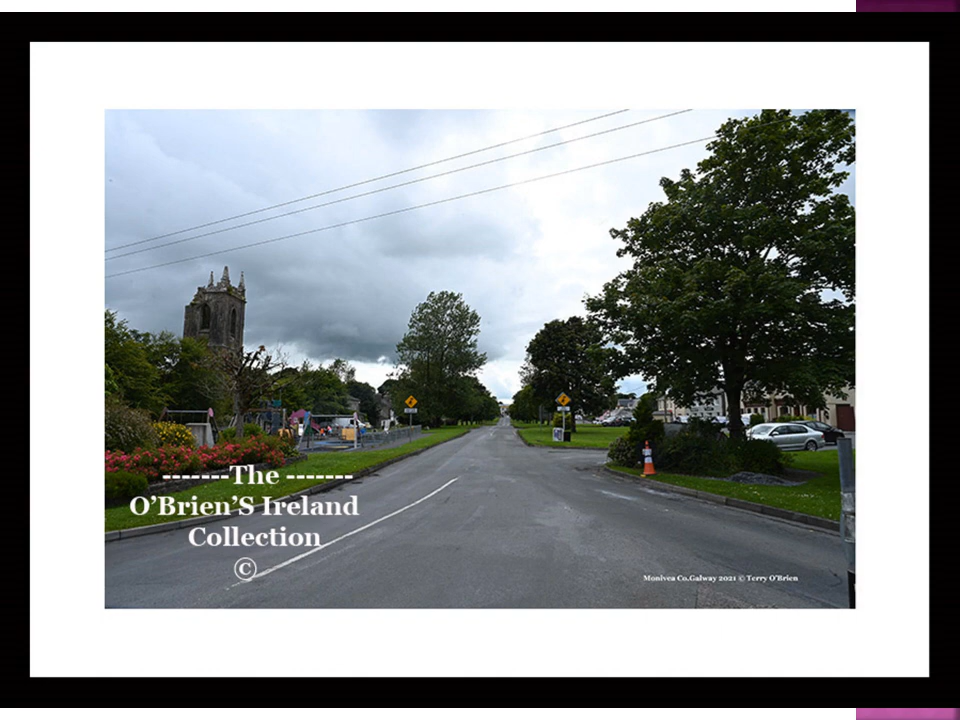 -------The -------
O’Brien’S Ireland
Collection
©
Monivea Co.Galway 2021 © Terry O’Brien